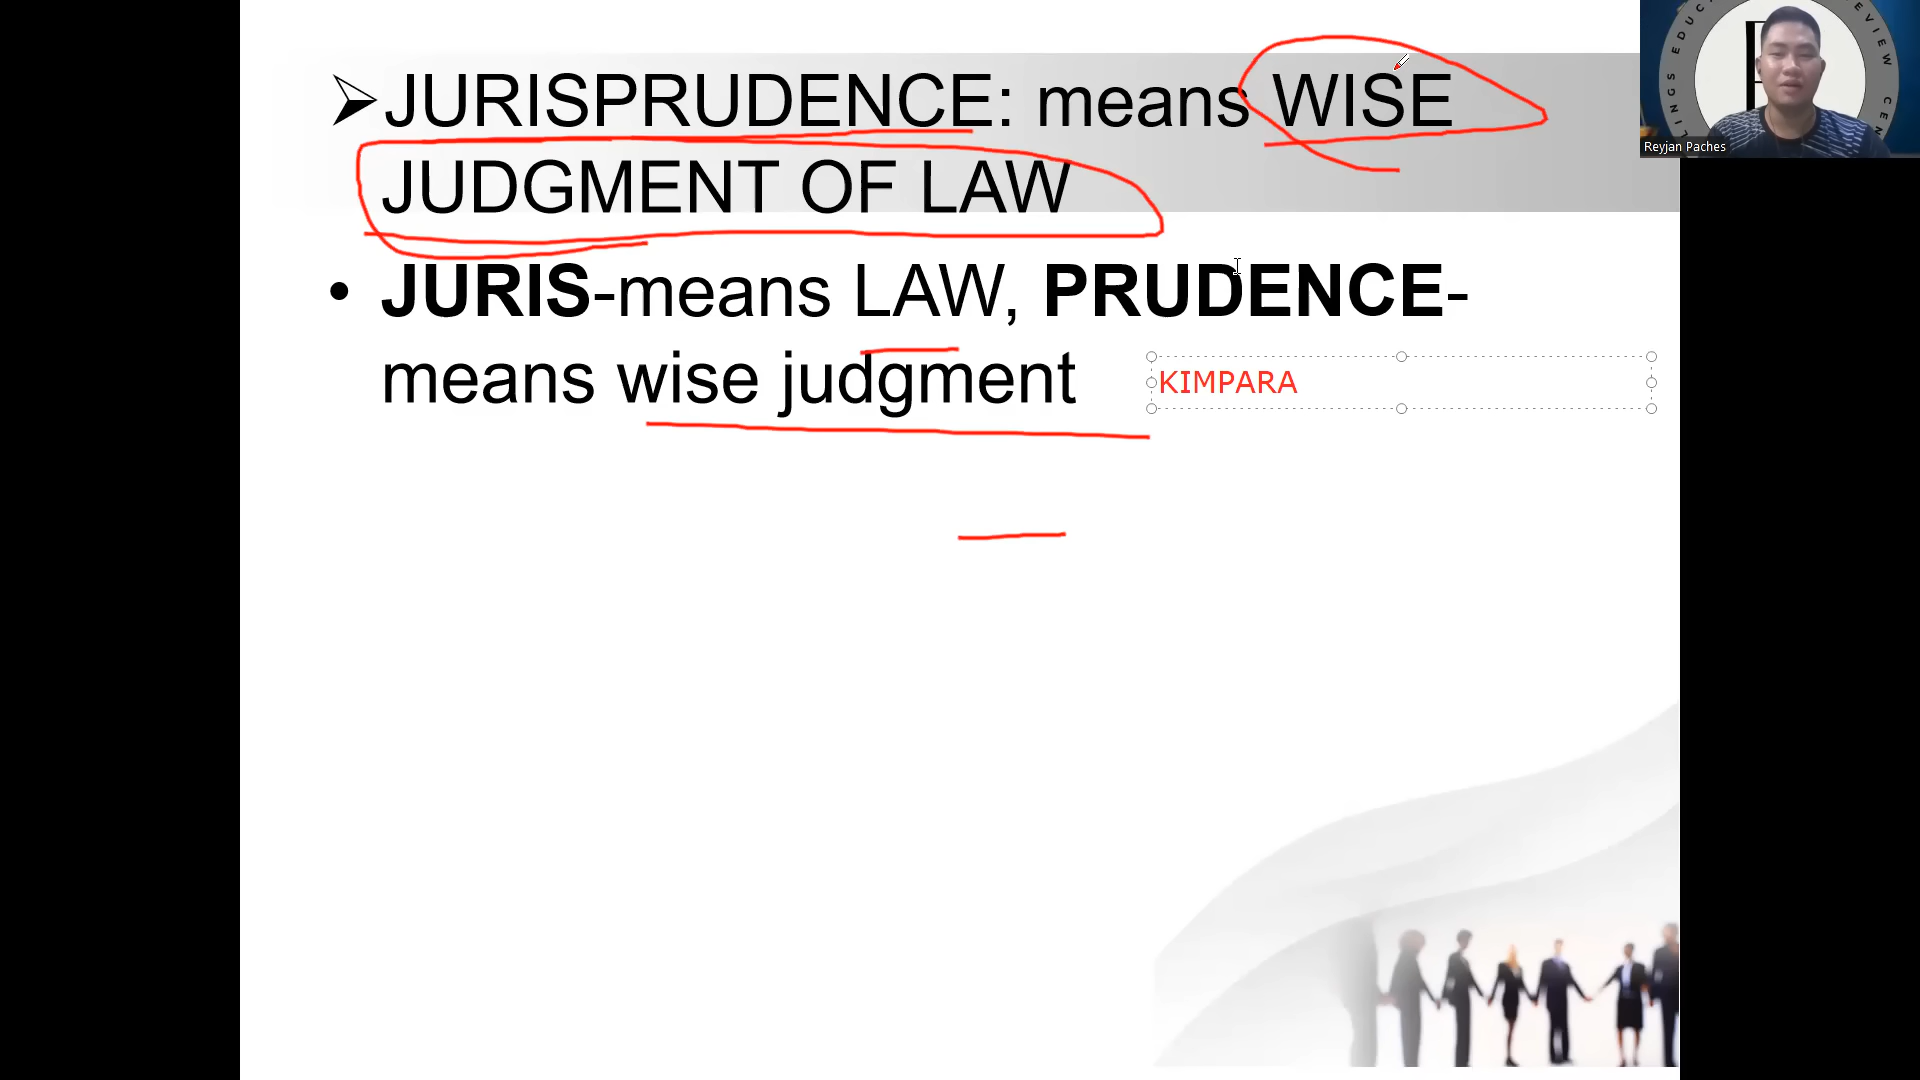 JURISPRUDENCE: means WISE
JUDGMENT OF LAW
• JURIS-means LAW, PRUDENCE-
means wise judgment
KIMPARA
Reyjan Paches